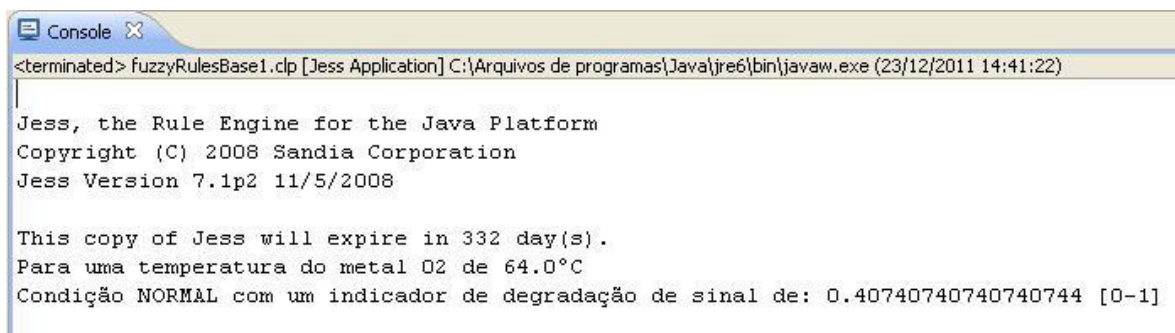 Console
<terminated> fuzzyRulesBase1.clp [Jess Application] C:\Arquivos de programas\Java\jre6\bin\javaw.exe (23/12/2011 14:41:22)
Jess, the Rule Engine for the Java Platform
Copyright (C) 2008 Sandia Corporation
Jess Version 7.1p2 11/5/2008
This copy of Jess will expire in 332 day(s).
Para uma temperatura do metal 02 de 64.0°C
Condição NORMAL com um indicador de degradação de sinal de: 0.40740740740740744 [0-1]